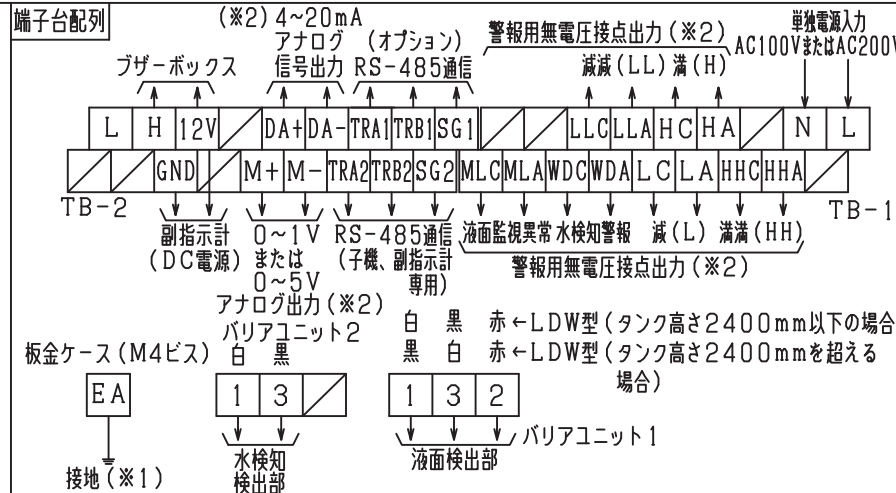 端子台配列
(※2) 4~20mA
アナログ
信号出力
(オプション)
RS-485通信
警報用無電圧接点出力(※2)
減減(LL) 満(H)
単独電源入力
AC100VまたはAC200V
ブザーボックス
L H 12V DA+ DA- TRA1 TRB1 SG1 LLC LLA HC HA N L
GND M+ M- TRA2 TRB2 SG2 MLC MLA WDC WDA LC LA HHC HHA
TB-2
TB-1
副指示計
(DC電源)
0~1V
または
0~5V
アナログ出力(※2)
RS-485通信
(子機、副指示計
専用)
液面監視異常 水検知警報 減(L) 満満(HH)
警報用無電圧接点出力(※2)
板金ケース(M4ビス)
EA
接地(※1)
バリアユニット2
白 黒
1 3
水検知
検出部
白 黒 赤←LDW型(タンク高さ2400mm以下の場合
黒 白 赤←LDW型(タンク高さ2400mmを超える
場合)
1 3 2
バリアユニット1
液面検出部